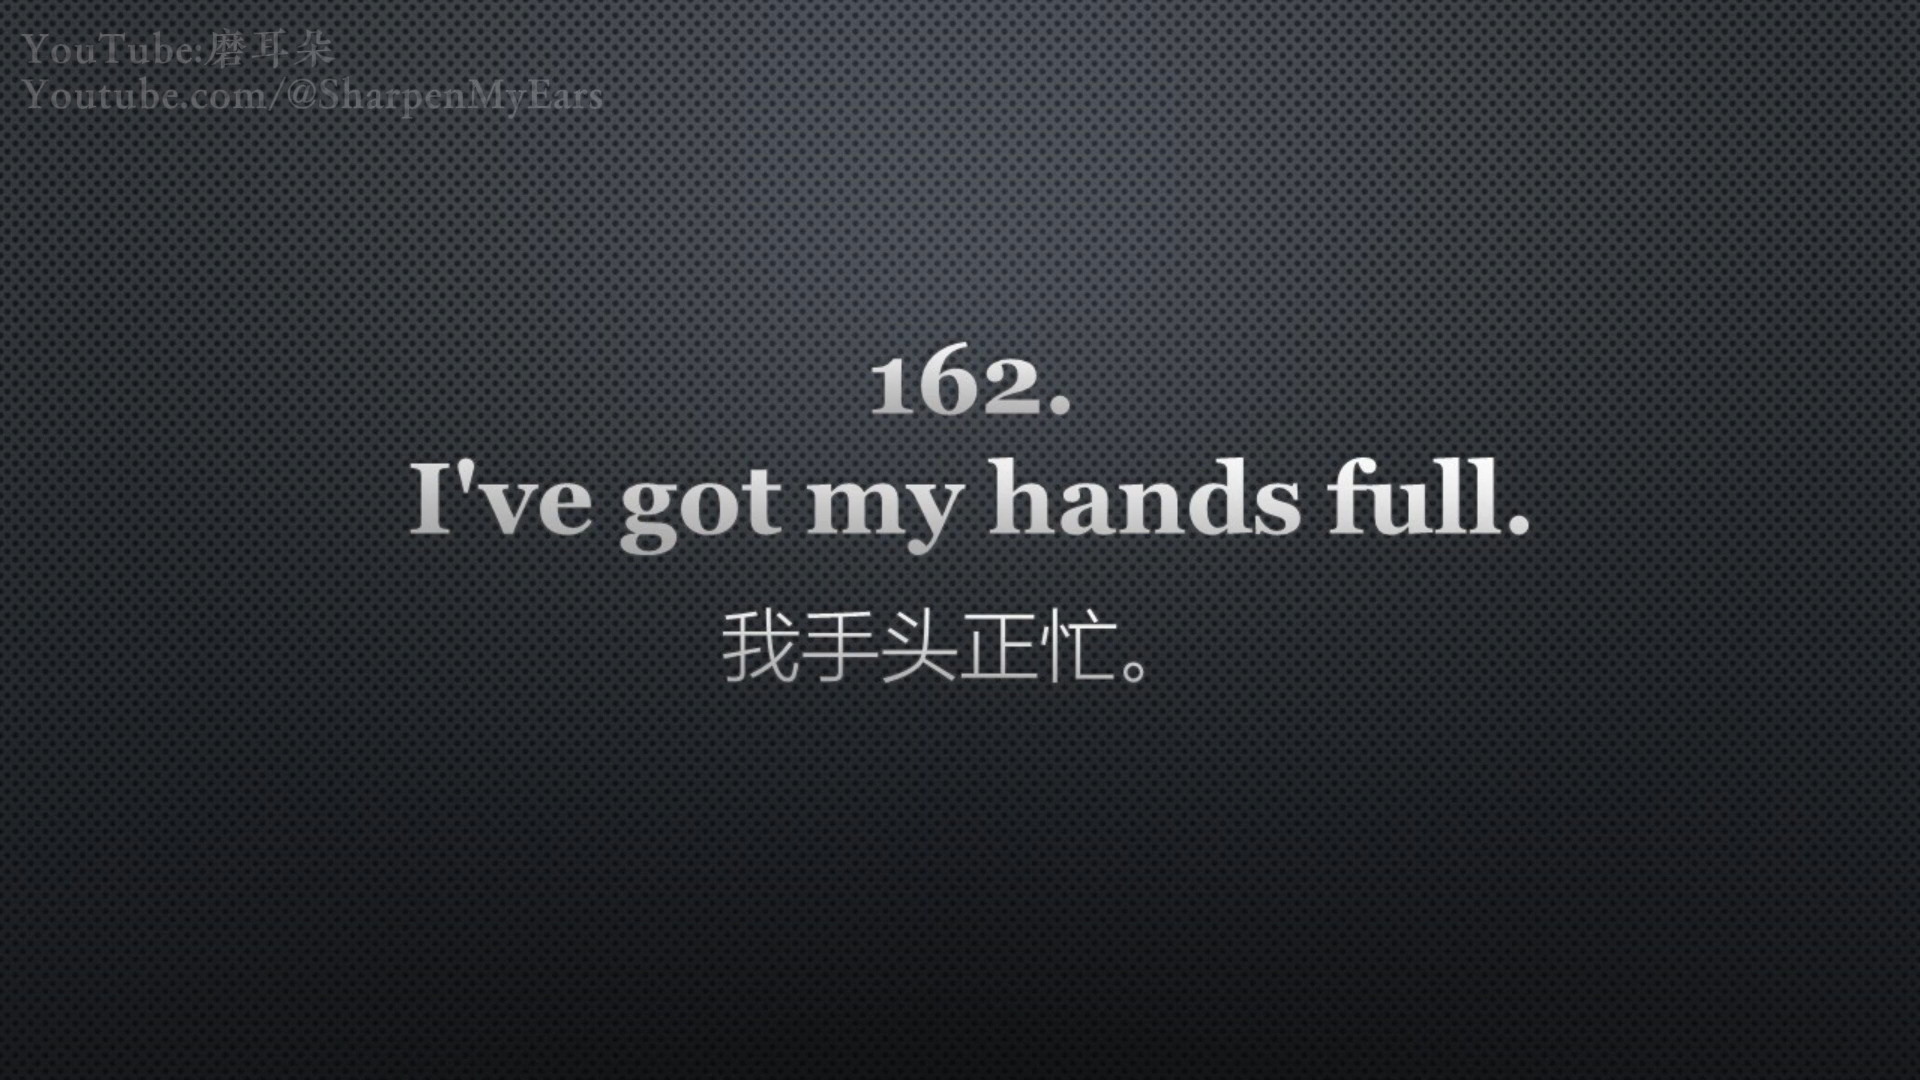 YouTube:磨耳朵
Youtube.com/@SharpenMyEars
162.
I've got my hands full.
我手头正忙。